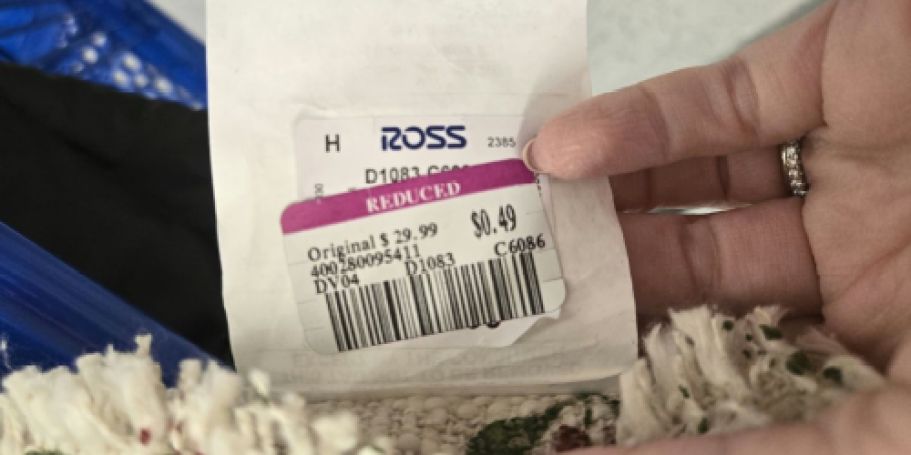 H ROSS 2385
D1083
REDUCED
Original $ 29.99 $0.49
400280095411
DV04 D1083 C6086